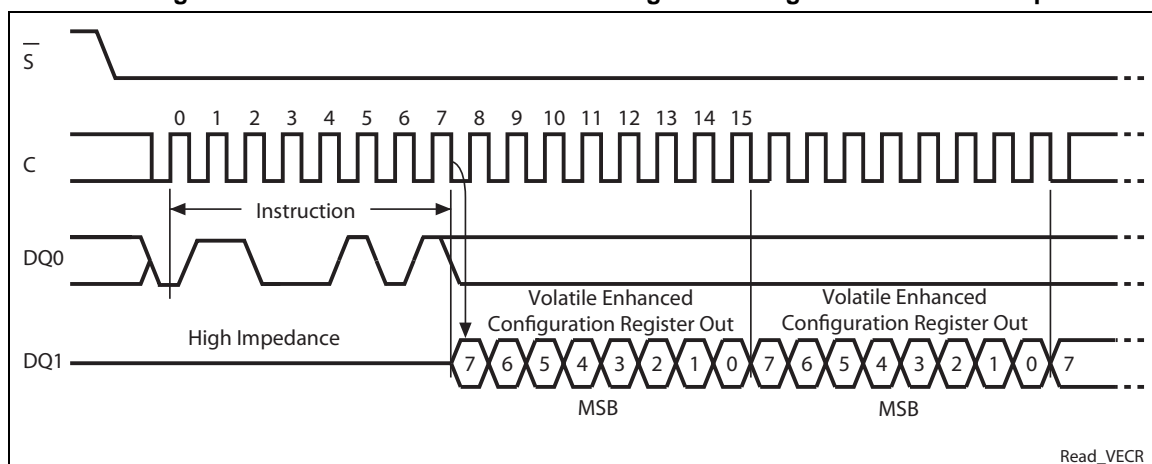 S
0 1 2 3 4 5 6 7 8 9 10 11 12 13 14 15
C
Instruction
DQ0
Volatile Enhanced
Configuration Register Out
Volatile Enhanced
Configuration Register Out
High Impedance
DQ1
7 6 5 4 3 2 1 0 7 6 5 4 3 2 1 0 7
MSB
MSB
Read_VECR